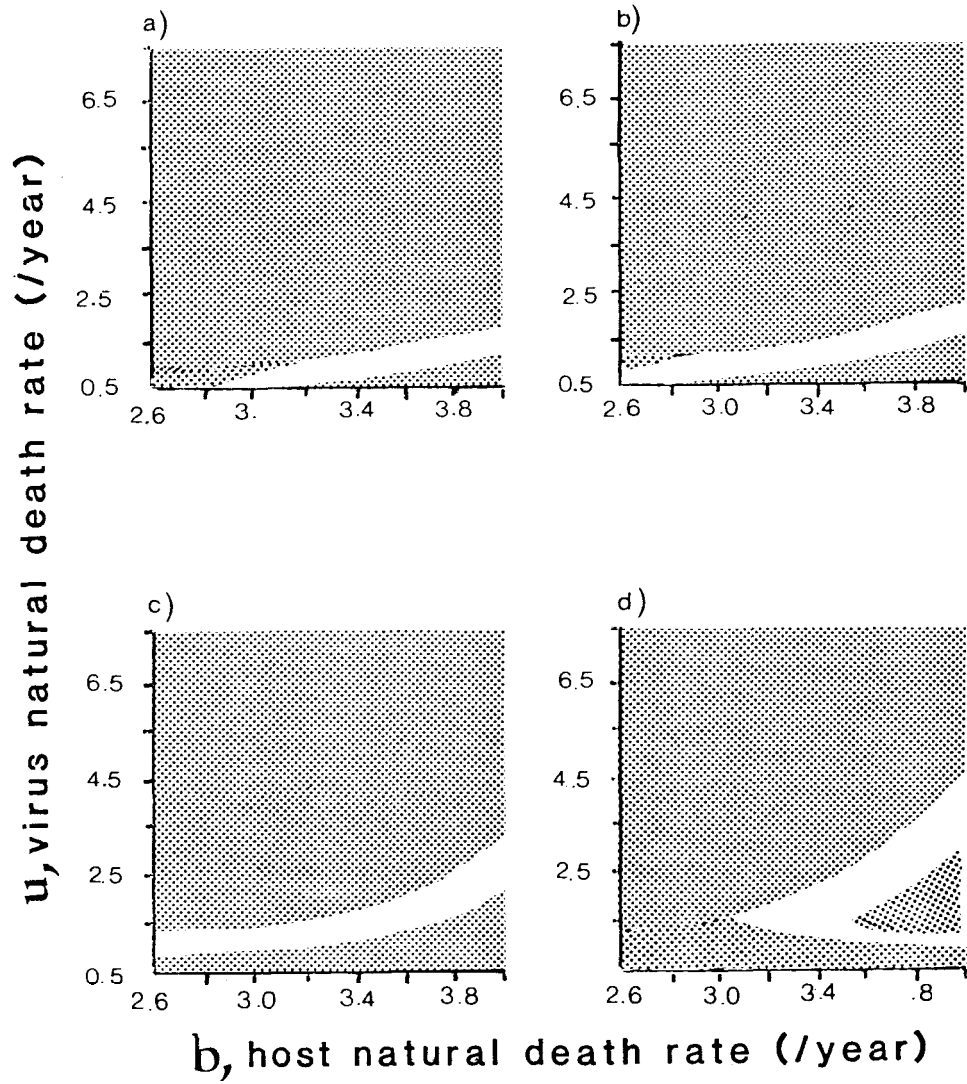 a)
6.5
4.5
2.5
0.5
2.6 3. 3.4 3.8
b)
6.5
4.5
2.5
0.5
2.6 3.0 3.4 3.8
c)
6.5
4.5
2.5
0.5
2.6 3.0 3.4 3.8
d)
6.5
4.5
2.5
2.6 3.0 3.4 .8
u, virus natural death rate (/year)
b, host natural death rate (/year)